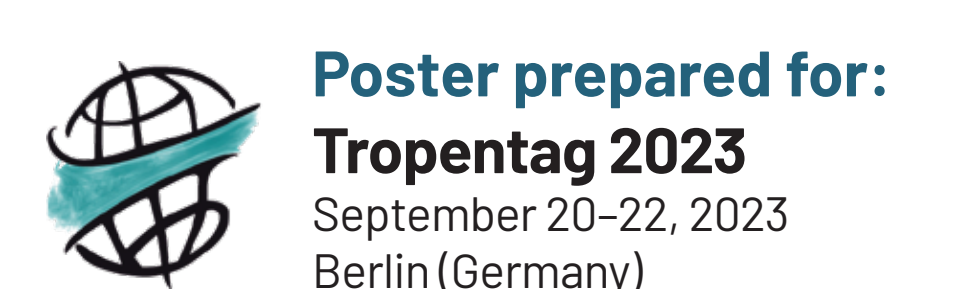 Poster prepared for:
Tropentag 2023
September 20–22, 2023
Berlin (Germany)